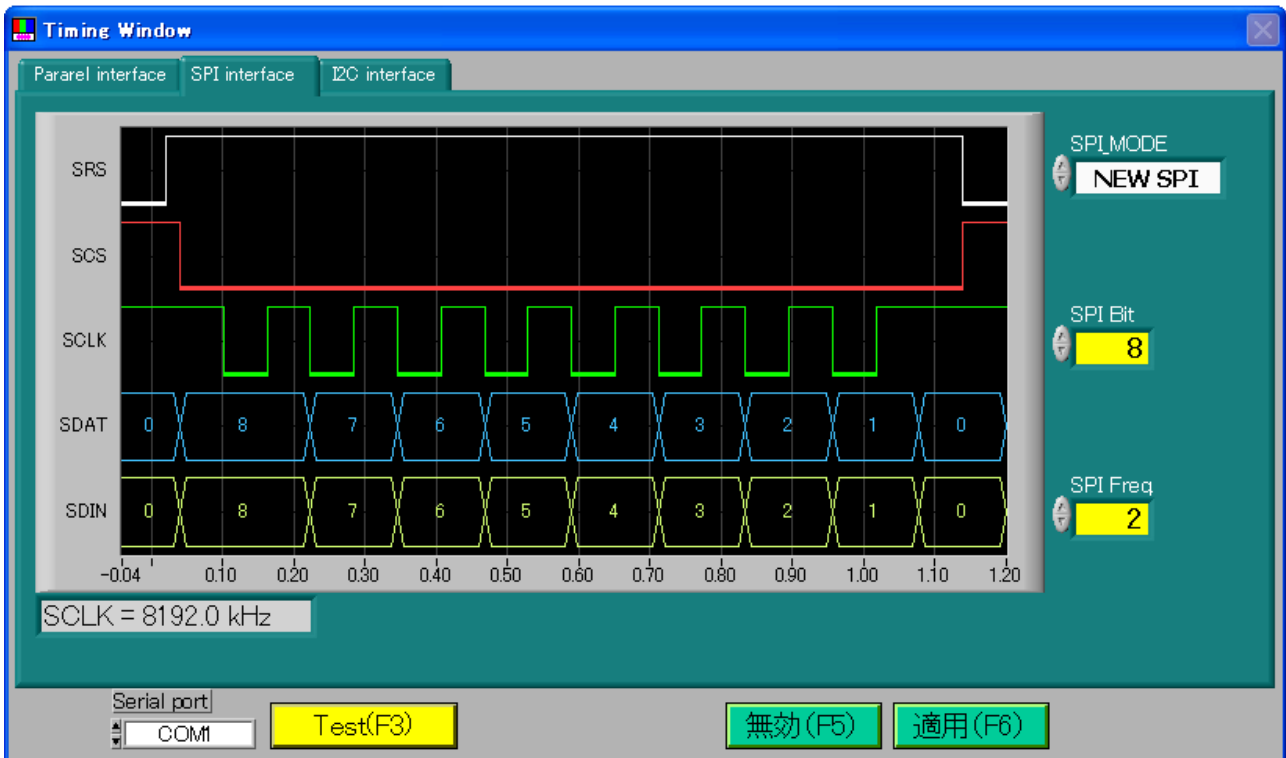 Timing Window
Pararel interface SPI interface I2C interface
SRS
SCS
SCLK
SDAT 0 8 7 6 5 4 3 2 1 0
SDIN 0 8 7 6 5 4 3 2 1 0
-0.04 0.10 0.20 0.30 0.40 0.50 0.60 0.70 0.80 0.90 1.00 1.10 1.20
SCLK = 8192.0 kHz
SPI_MODE
NEW SPI
SPI Bit
8
SPI Freq
2
Serial port
COM1
Test(F3)
無効(F5)
適用(F6)